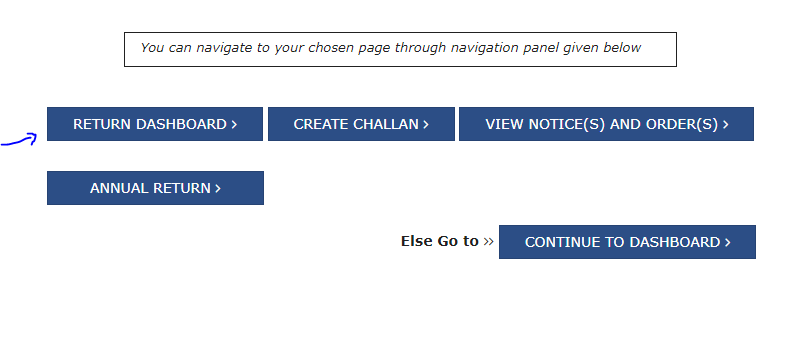 You can navigate to your chosen page through navigation panel given below
RETURN DASHBOARD > CREATE CHALLAN > VIEW NOTICE(S) AND ORDER(S) >
ANNUAL RETURN >
Else Go to » CONTINUE TO DASHBOARD >